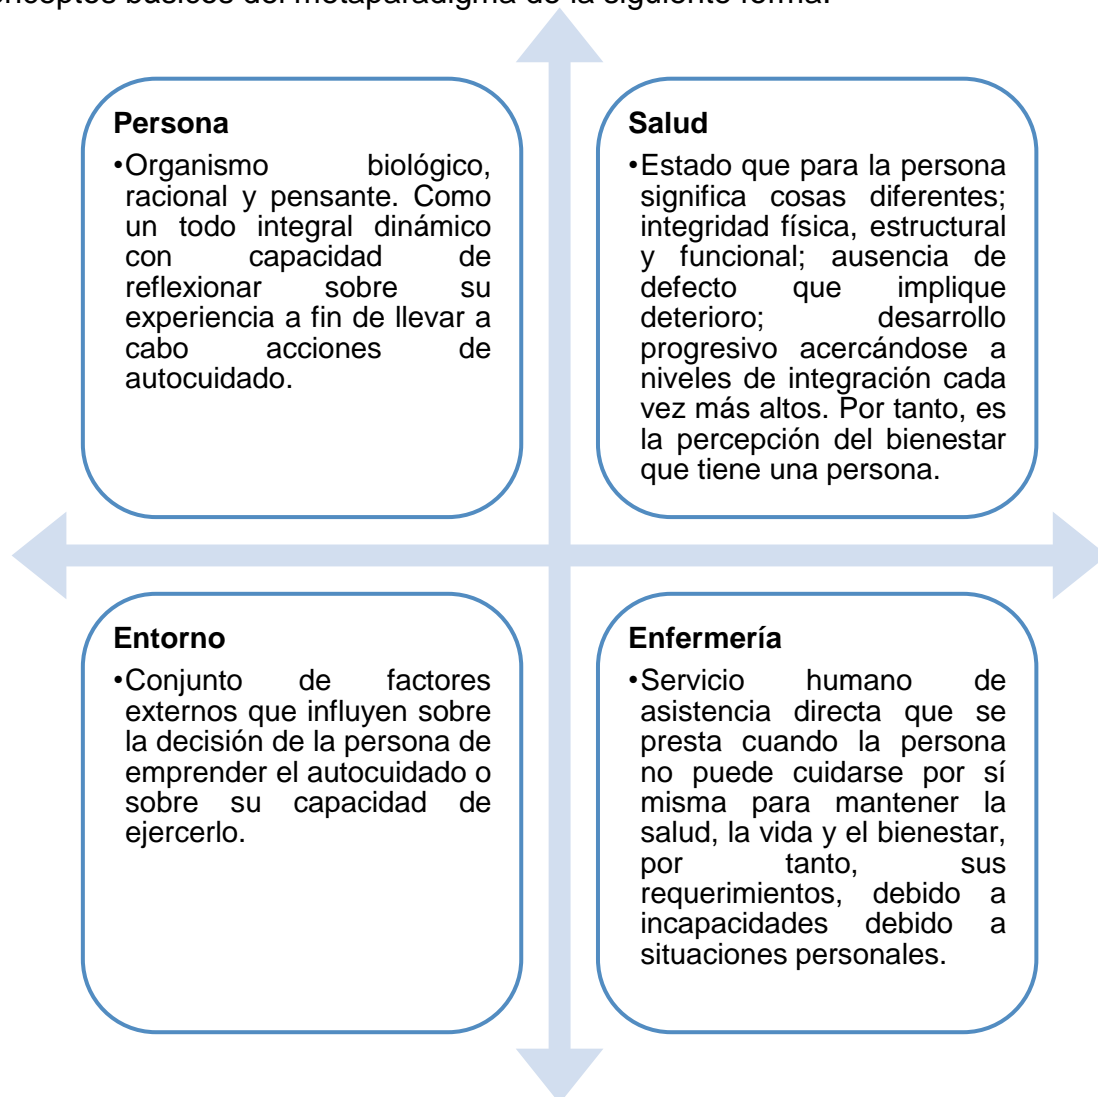 conceptos básicos del metaparadigma de la siguiente forma:
Persona
•Organismo biológico,
racional y pensante. Como
un todo integral dinámico
con capacidad de
reflexionar sobre su
experiencia a fin de llevar a
cabo acciones de
autocuidado.
Salud
•Estado que para la persona
significa cosas diferentes;
integridad física, estructural
y funcional; ausencia de
defecto que implique
deterioro; desarrollo
progresivo acercándose a
niveles de integración cada
vez más altos. Por tanto, es
la percepción del bienestar
que tiene una persona.
Entorno
•Conjunto de factores
externos que influyen sobre
la decisión de la persona de
emprender el autocuidado o
sobre su capacidad de
ejercerlo.
Enfermería
•Servicio humano de
asistencia directa que se
presta cuando la persona
no puede cuidarse por sí
misma para mantener la
salud, la vida y el bienestar,
por tanto, sus
requerimientos, debido a
incapacidades debido a
situaciones personales.